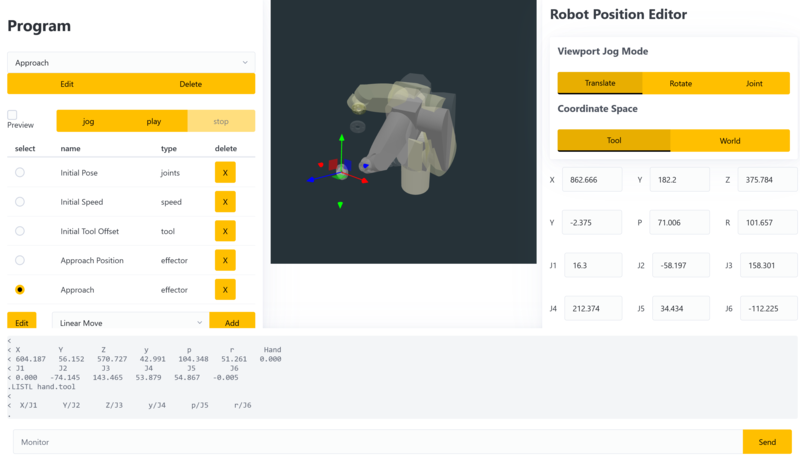 Program
Approach
Edit Delete
Preview
jog play stop
select name type delete
Initial Pose joints X
Initial Speed speed X
Initial Tool Offset tool X
Approach Position effector X
Approach effector X
Edit Linear Move Add
Robot Position Editor
Viewport Jog Mode
Translate Rotate Joint
Coordinate Space
Tool World
X 862.666 Y 182.2 Z 375.784
Y -2.375 P 71.006 R 101.657
J1 16.3 J2 -58.197 J3 158.301
J4 212.374 J5 34.434 J6 -112.225
<
< X Y Z y p r Hand
< 604.187 56.152 570.727 42.991 104.348 51.261 0.000
< J1 J2 J3 J4 J5 J6
< 0.000 -74.145 143.465 53.879 54.867 -0.005
.LISTL hand.tool
<
< X/J1 Y/J2 Z/J3 y/J4 p/J5 r/J6
.
Monitor Send